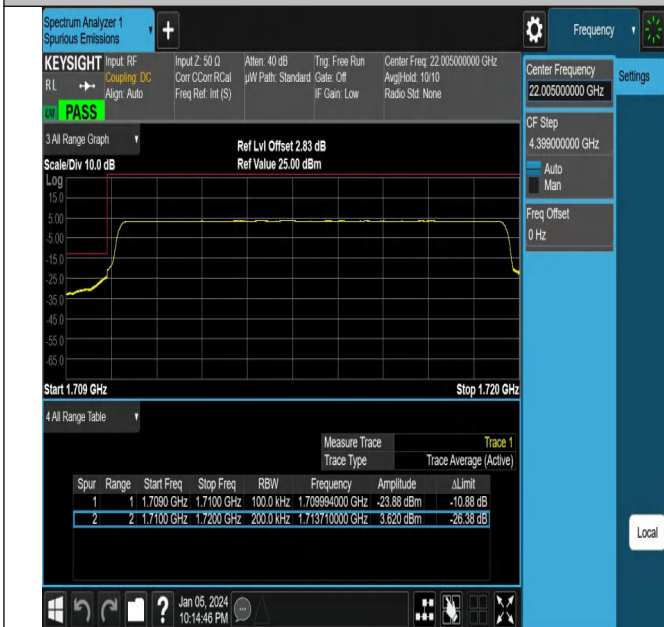 Spectrum Analyzer 1
Spurious Emissions
Frequency
KEYSIGHT
RL
PASS
Input: RF
Coupling: DC
Align: Auto
Input Z: 50 Ω
Corr CCorr RCal
Freq Ref: Int (S)
Atten: 40 dB
µW Path: Standard
Trig: Free Run
Gate: Off
IF Gain: Low
Center Freq: 22.005000000 GHz
Avg|Hold: 10/10
Radio Std: None
Center Frequency
22.005000000 GHz
Settings
CF Step
4.399000000 GHz
Auto
Man
Freq Offset
0 Hz
3 All Range Graph
Ref Lvl Offset 2.83 dB
Scale/Div 10.0 dB
Ref Value 25.00 dBm
Log
15.0
5.00
-5.00
-15.0
-25.0
-35.0
-45.0
-55.0
-65.0
Start 1.709 GHz
Stop 1.720 GHz
4 All Range Table
Measure Trace Trace 1
Trace Type Trace Average (Active)
Spur Range Start Freq Stop Freq RBW Frequency Amplitude ΔLimit
1 1 1.7090 GHz 1.7100 GHz 100.0 kHz 1.709994000 GHz -23.88 dBm -10.88 dB
2 2 1.7100 GHz 1.7200 GHz 200.0 kHz 1.713710000 GHz 3.620 dBm -26.38 dB
Local
?
Jan 05, 2024
10:14:46 PM